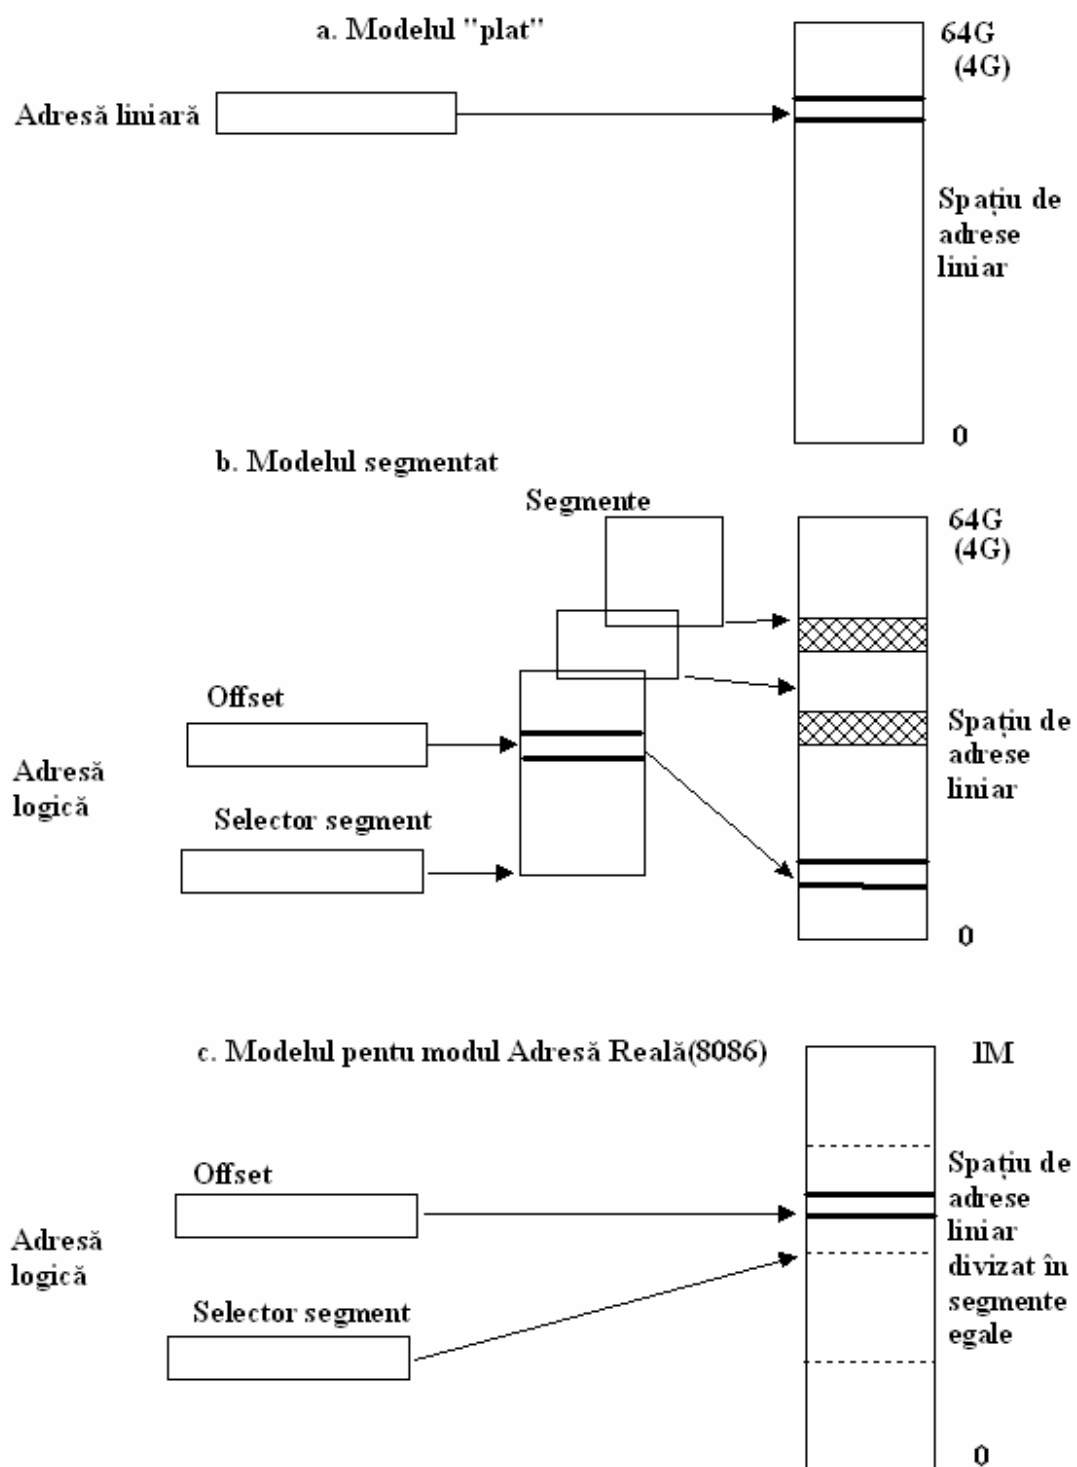 a. Modelul "plat"
64G
(4G)
Adresă liniară
Spațiu de
adrese
liniar
0
b. Modelul segmentat
Segmente
64G
(4G)
Offset
Adresă
logică
Selector segment
Spațiu de
adrese
liniar
0
c. Modelul pentu modul Adresă Reală(8086)
1M
Offset
Adresă
logică
Selector segment
Spațiu de
adrese
liniar
divizat în
segmente
egale
0